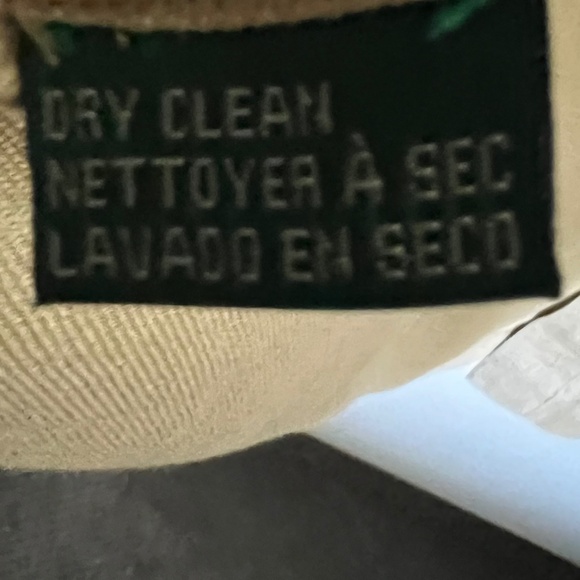 DRY CLEAN
NETTOYER À SEC
LAVADO EN SECO